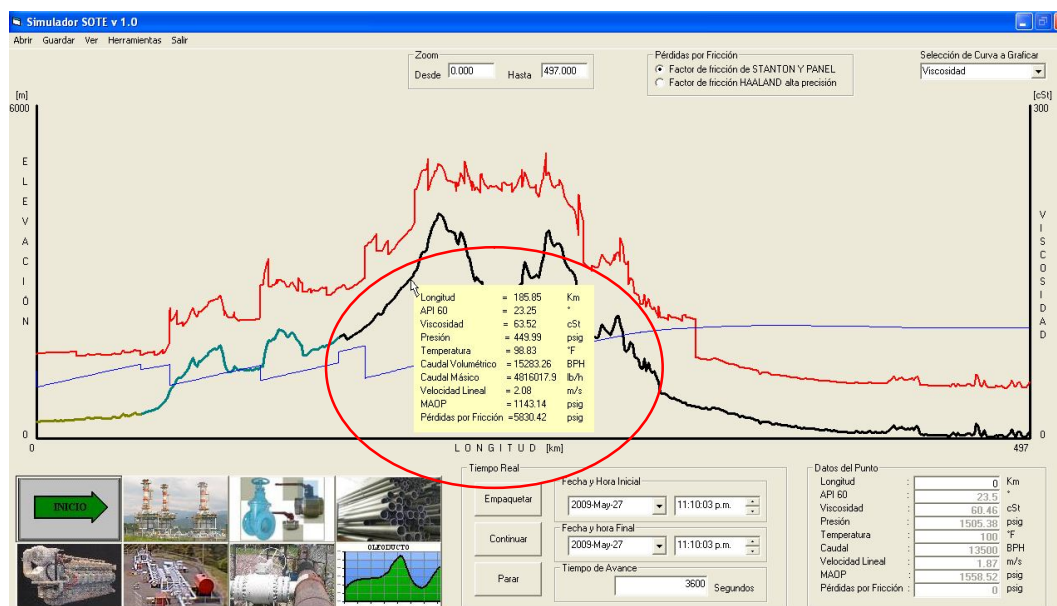 Simulador SOTE v 1.0
Abrir Guardar Ver Herramientas Salir
Zoom
Desde 0.000 Hasta 497.000
Pérdidas por Fricción
Factor de fricción de STANTON Y PANEL
Factor de fricción HAALAND alta precisión
Selección de Curva a Graficar
Viscosidad
[m]
6000
[cSt]
300
ELEVACIÓN
VISCOSIDAD
Longitud = 185.85 Km
API 60 = 23.25 °
Viscosidad = 63.52 cSt
Presión = 449.99 psig
Temperatura = 98.83 °F
Caudal Volumétrico = 15283.26 BPH
Caudal Másico = 4816017.9 lb/h
Velocidad Lineal = 2.08 m/s
MAOP = 1143.14 psig
Pérdidas por Fricción =5830.42 psig
0
0
0
LONGITUD [km]
497
INICIO
OLEODUCTO
Tiempo Real
Empaquetar
Continuar
Parar
Fecha y Hora Inicial
2009-May-27 11:10:03 p.m.
Fecha y hora Final
2009-May-27 11:10:03 p.m.
Tiempo de Avance
3600 Segundos
Datos del Punto
Longitud : 0 Km
API 60 : 23.5 °
Viscosidad : 60.46 cSt
Presión : 1505.38 psig
Temperatura : 100 °F
Caudal : 13500 BPH
Velocidad Lineal : 1.87 m/s
MAOP : 1558.52 psig
Pérdidas por Fricción : 0 psig